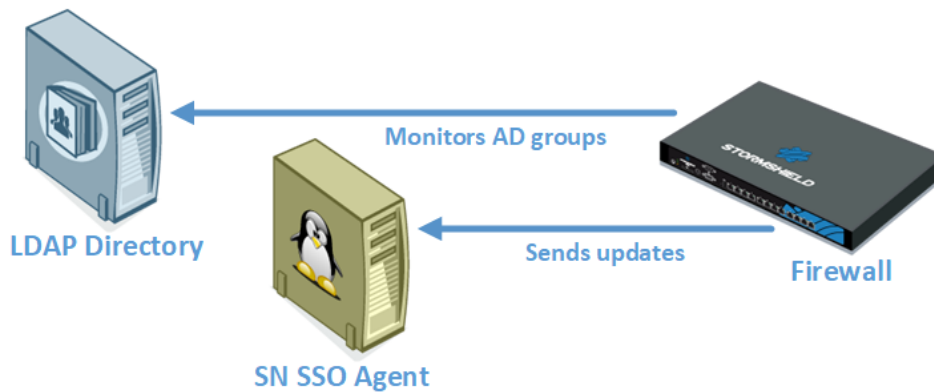 Monitors AD groups
STORMSHIELD
LDAP Directory
Sends updates
Firewall
SN SSO Agent